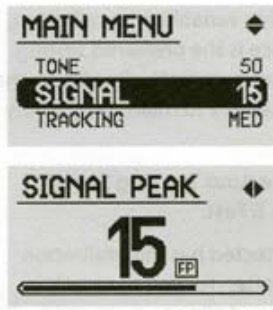 MAIN MENU
TONE 50
SIGNAL 15
TRACKING MED
SIGNAL PEAK
15 FP